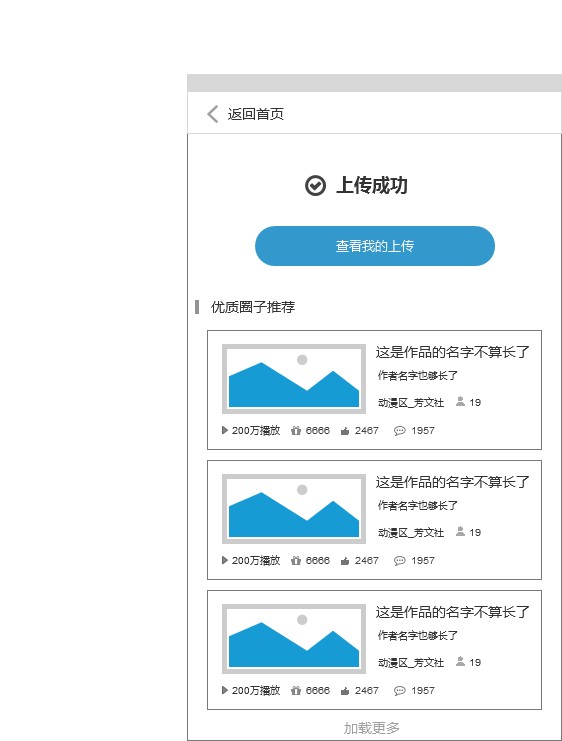 返回首页
上传成功
查看我的上传
优质圈子推荐
这是作品的名字不算长了
作者名字也够长了
动漫区_芳文社 19
200万播放 6666 2467 1957
这是作品的名字不算长了
作者名字也够长了
动漫区_芳文社 19
200万播放 6666 2467 1957
这是作品的名字不算长了
作者名字也够长了
动漫区_芳文社 19
200万播放 6666 2467 1957
加载更多